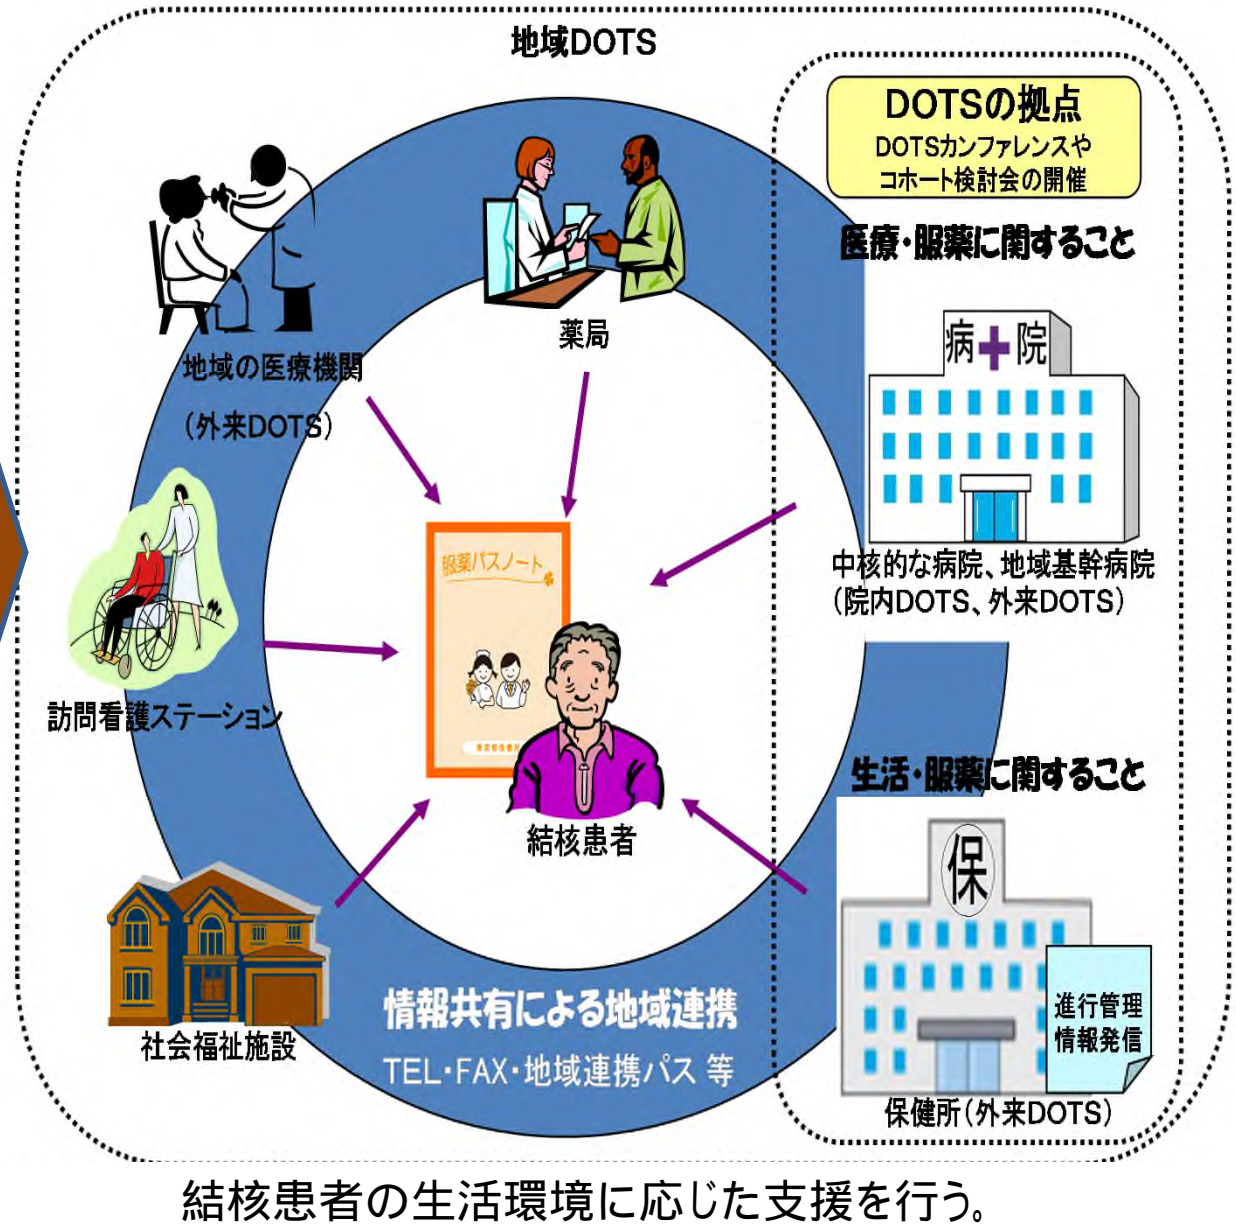 地域DOTS
DOTSの拠点
DOTSカンファレンスや
コホート検討会の開催
医療・服薬に関すること
薬局
病院
地域の医療機関
（外来DOTS）
服薬パスノート
中核的な病院、地域基幹病院
（院内DOTS、外来DOTS）
訪問看護ステーション
生活・服薬に関すること
結核患者
保
情報共有による地域連携
TEL・FAX・地域連携パス 等
進行管理
情報発信
社会福祉施設
保健所（外来DOTS）
結核患者の生活環境に応じた支援を行う。